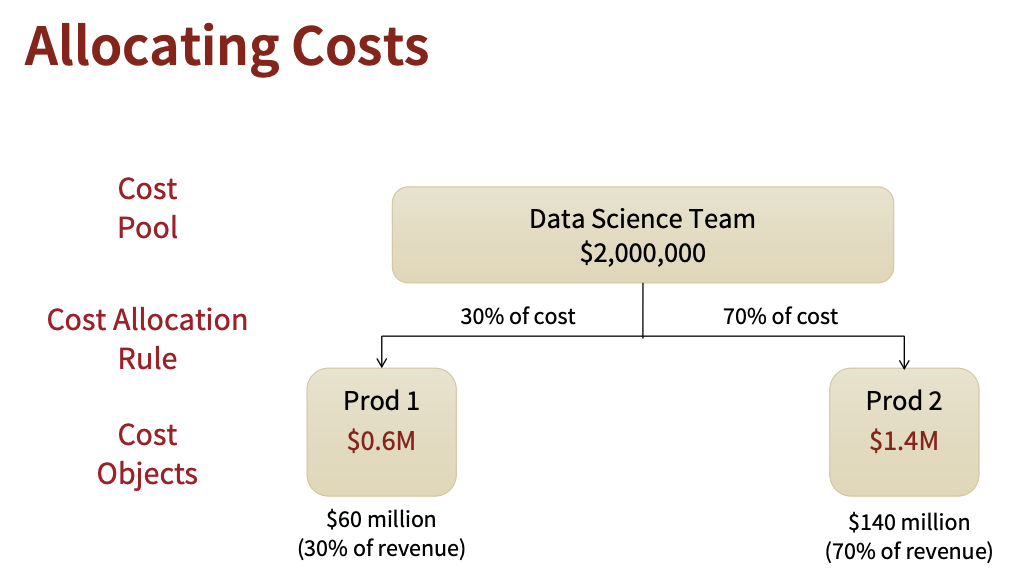 Allocating Costs
Cost
Pool
Data Science Team
$2,000,000
Cost Allocation
Rule
30% of cost
70% of cost
Cost
Objects
Prod 1
$0.6M
Prod 2
$1.4M
$60 million
(30% of revenue)
$140 million
(70% of revenue)